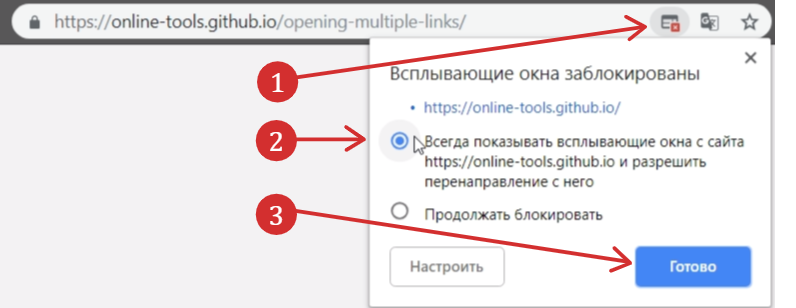 https://online-tools.github.io/opening-multiple-links/
1
Всплывающие окна заблокированы
• https://online-tools.github.io/
2
Всегда показывать всплывающие окна с сайта
https://online-tools.github.io и разрешить
перенаправление с него
3
Продолжать блокировать
Настроить
Готово